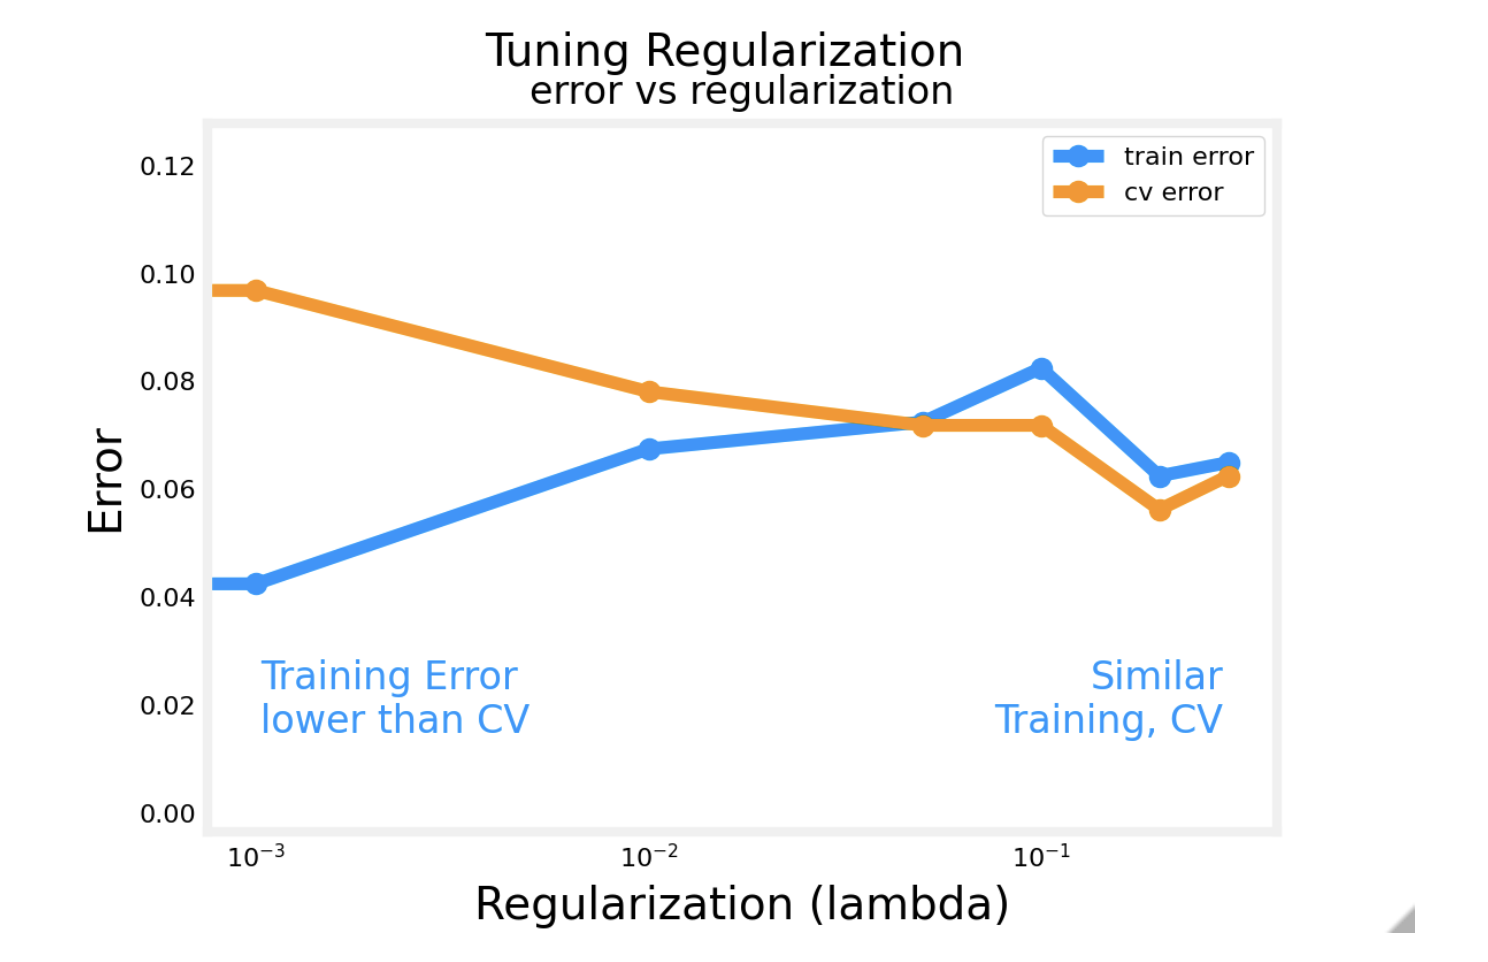 Tuning Regularization
error vs regularization
train error
cv error
0.12
0.10
0.08
0.06
0.04
0.02
0.00
Error
Training Error
lower than CV
Similar
Training, CV
10⁻³
10⁻²
10⁻¹
Regularization (lambda)